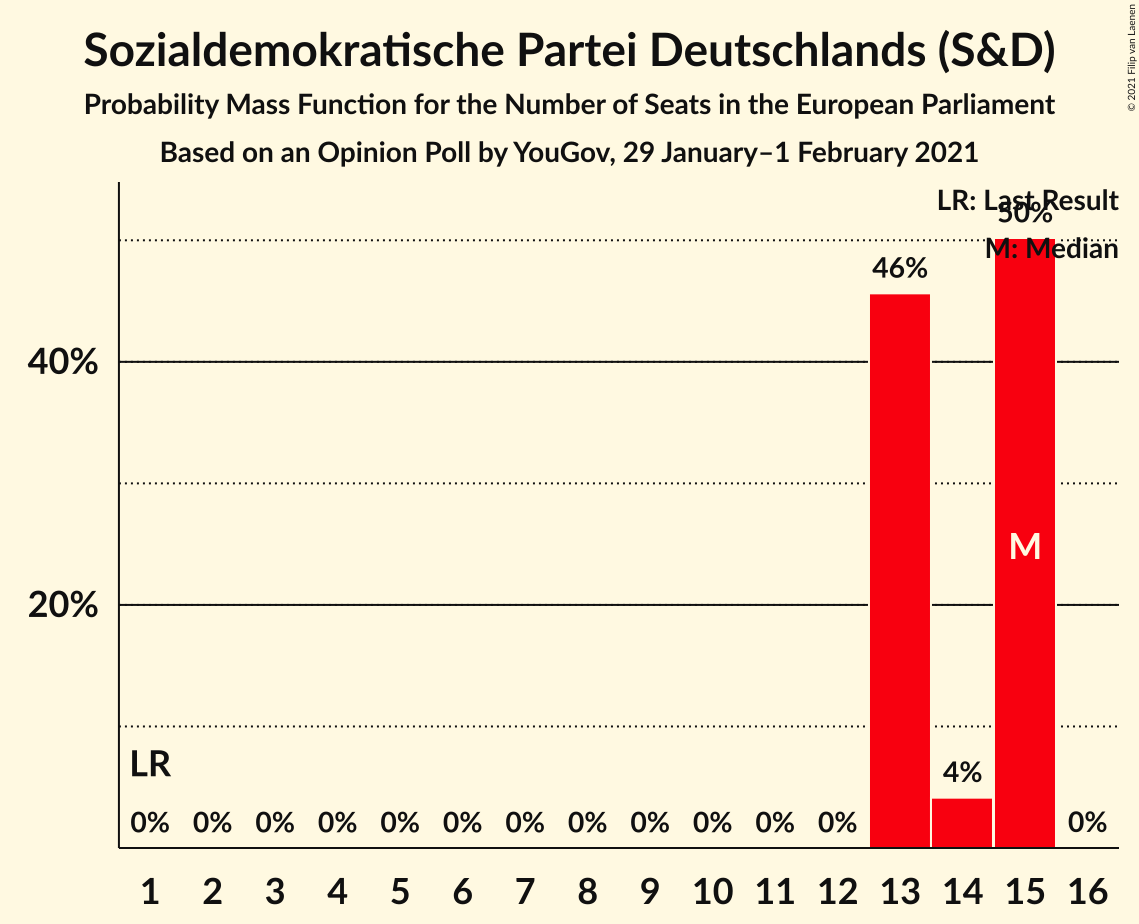 Sozialdemokratische Partei Deutschlands (S&D)
Probability Mass Function for the Number of Seats in the European Parliament
Based on an Opinion Poll by YouGov, 29 January–1 February 2021
© 2021 Filip van Laenen
LR: Last Result
50%
M: Median
46%
40%
M
20%
LR
4%
0% 0% 0% 0% 0% 0% 0% 0% 0% 0% 0% 0% 0%
1 2 3 4 5 6 7 8 9 10 11 12 13 14 15 16